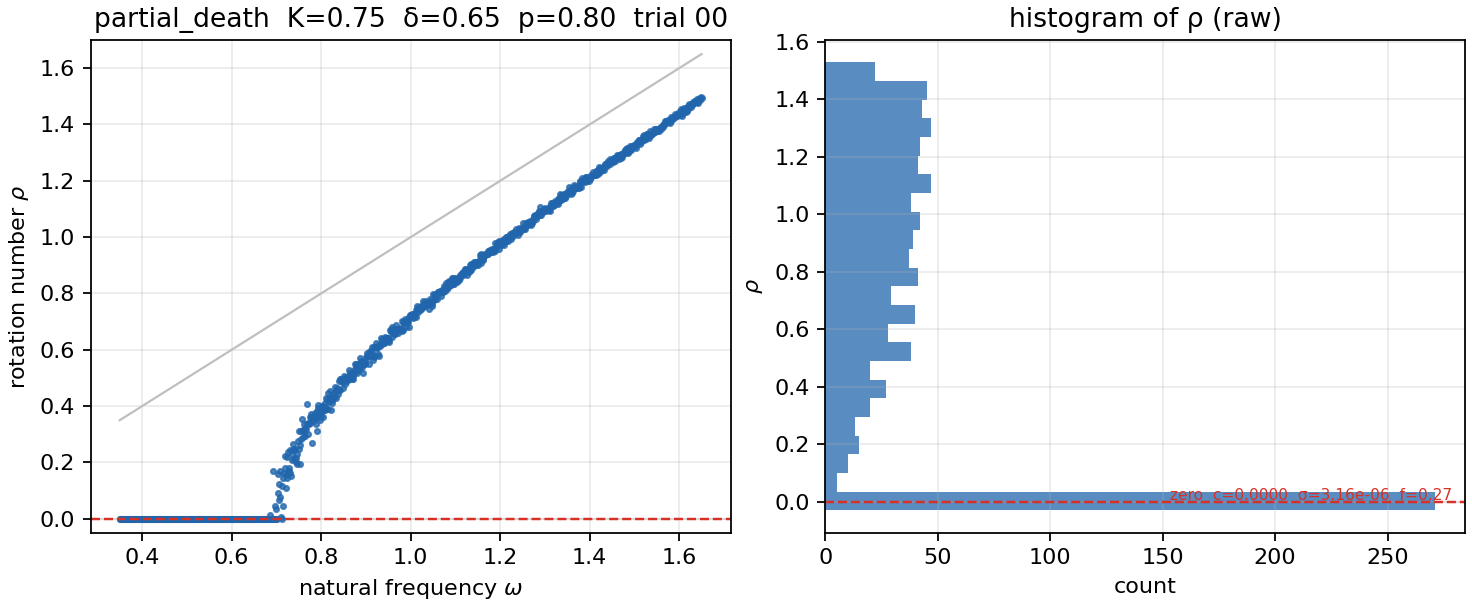 partial_death K=0.75 δ=0.65 p=0.80 trial 00
1.6
1.4
1.2
1.0
0.8
0.6
0.4
0.2
0.0
rotation number ρ
0.4 0.6 0.8 1.0 1.2 1.4 1.6
natural frequency ω
histogram of ρ (raw)
1.6
1.4
1.2
1.0
0.8
0.6
0.4
0.2
0.0
ρ
zero c=0.0000 σ=3.16e-06 f=0.27
0 50 100 150 200 250
count